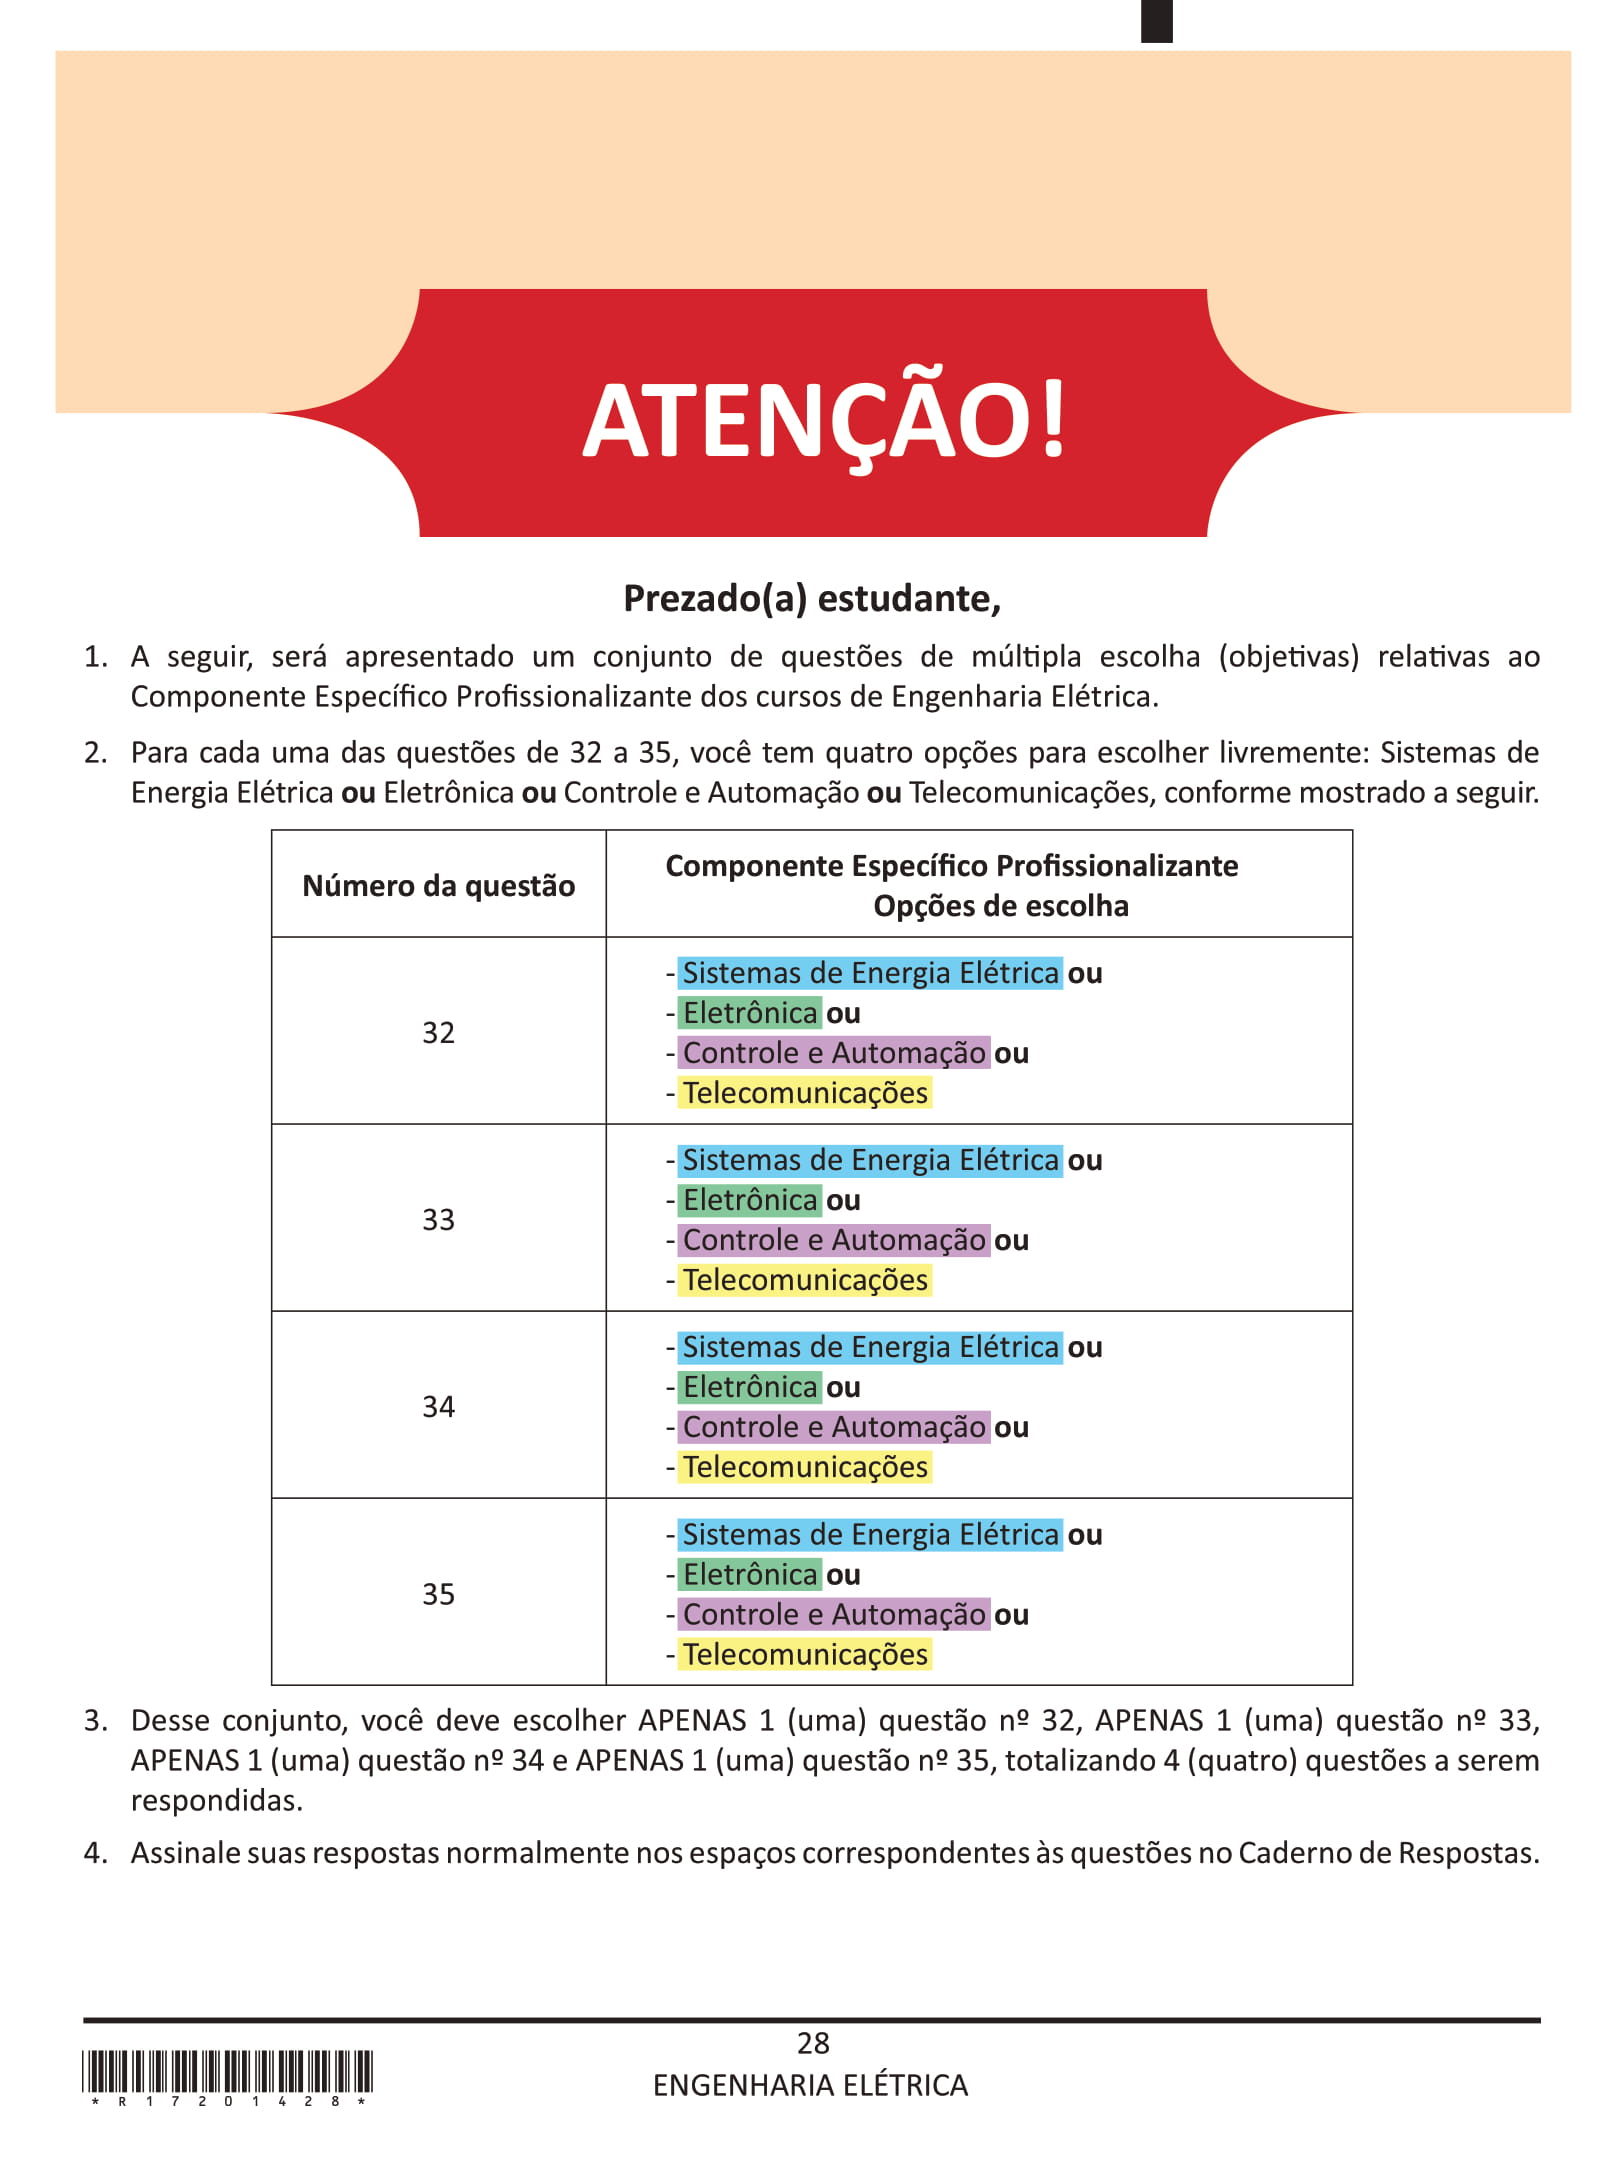 ATENÇÃO!
Prezado(a) estudante,
1. A seguir, será apresentado um conjunto de questões de múltipla escolha (objetivas) relativas ao
Componente Específico Profissionalizante dos cursos de Engenharia Elétrica.
2. Para cada uma das questões de 32 a 35, você tem quatro opções para escolher livremente: Sistemas de
Energia Elétrica ou Eletrônica ou Controle e Automação ou Telecomunicações, conforme mostrado a seguir.
Número da questão
Componente Específico Profissionalizante
Opções de escolha
32
- Sistemas de Energia Elétrica ou
- Eletrônica ou
- Controle e Automação ou
- Telecomunicações
33
- Sistemas de Energia Elétrica ou
- Eletrônica ou
- Controle e Automação ou
- Telecomunicações
34
- Sistemas de Energia Elétrica ou
- Eletrônica ou
- Controle e Automação ou
- Telecomunicações
35
- Sistemas de Energia Elétrica ou
- Eletrônica ou
- Controle e Automação ou
- Telecomunicações
3. Desse conjunto, você deve escolher APENAS 1 (uma) questão nº 32, APENAS 1 (uma) questão nº 33,
APENAS 1 (uma) questão nº 34 e APENAS 1 (uma) questão nº 35, totalizando 4 (quatro) questões a serem
respondidas.
4. Assinale suas respostas normalmente nos espaços correspondentes às questões no Caderno de Respostas.
28
ENGENHARIA ELÉTRICA
* R 1 7 2 0 1 4 2 8 *